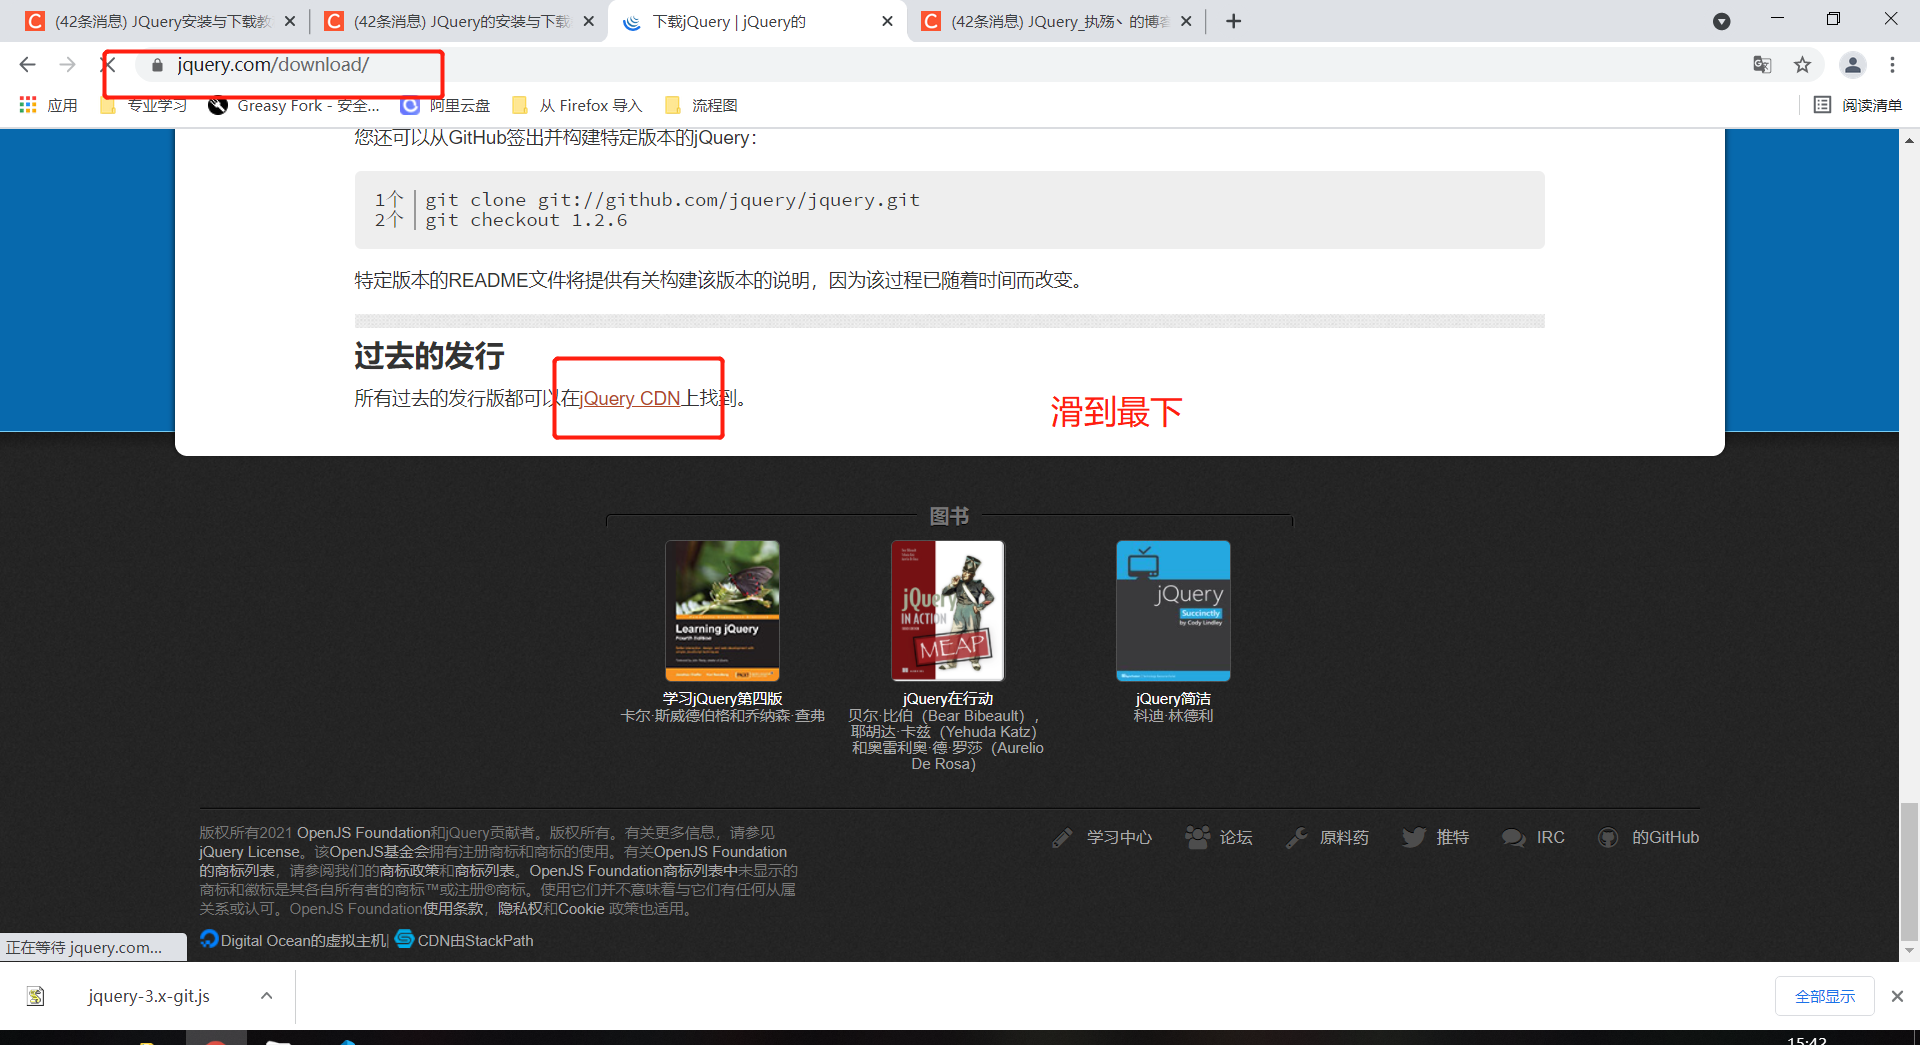 (42条消息) JQuery安装与下载教
(42条消息) JQuery的安装与下载
下载jQuery | jQuery的
(42条消息) JQuery_执殇丶的博客
jquery.com/download/
应用
专业学习
Greasy Fork - 安全...
阿里云盘
从 Firefox 导入
流程图
阅读清单
您还可以从GitHub签出并构建特定版本的jQuery：
1个 git clone git://github.com/jquery/jquery.git
2个 git checkout 1.2.6
特定版本的README文件将提供有关构建该版本的说明，因为该过程已随着时间而改变。
过去的发行
所有过去的发行版都可以在jQuery CDN上找到。
滑到最下
图书
Learning jQuery
Fourth Edition
jQuery
IN ACTION
MEAP
jQuery
Succinctly
by Cody Lindley
学习jQuery第四版
卡尔·斯威德伯格和乔纳森·查弗
jQuery在行动
贝尔·比伯（Bear Bibeault），
耶胡达·卡兹（Yehuda Katz）
和奥雷利奥·德·罗莎（Aurelio
De Rosa）
jQuery简洁
科迪·林德利
版权所有2021 OpenJS Foundation和jQuery贡献者。版权所有。有关更多信息，请参见
jQuery License。该OpenJS基金会拥有注册商标和商标的使用。有关OpenJS Foundation
的商标列表，请参阅我们的商标政策和商标列表。OpenJS Foundation商标列表中未显示的
商标和徽标是其各自所有者的商标™或注册®商标。使用它们并不意味着与它们有任何从属
关系或认可。OpenJS Foundation使用条款，隐私权和Cookie 政策也适用。
Digital Ocean的虚拟主机| CDN由StackPath
学习中心
论坛
原料药
推特
IRC
的GitHub
正在等待 jquery.com...
jquery-3.x-git.js
全部显示
15:42